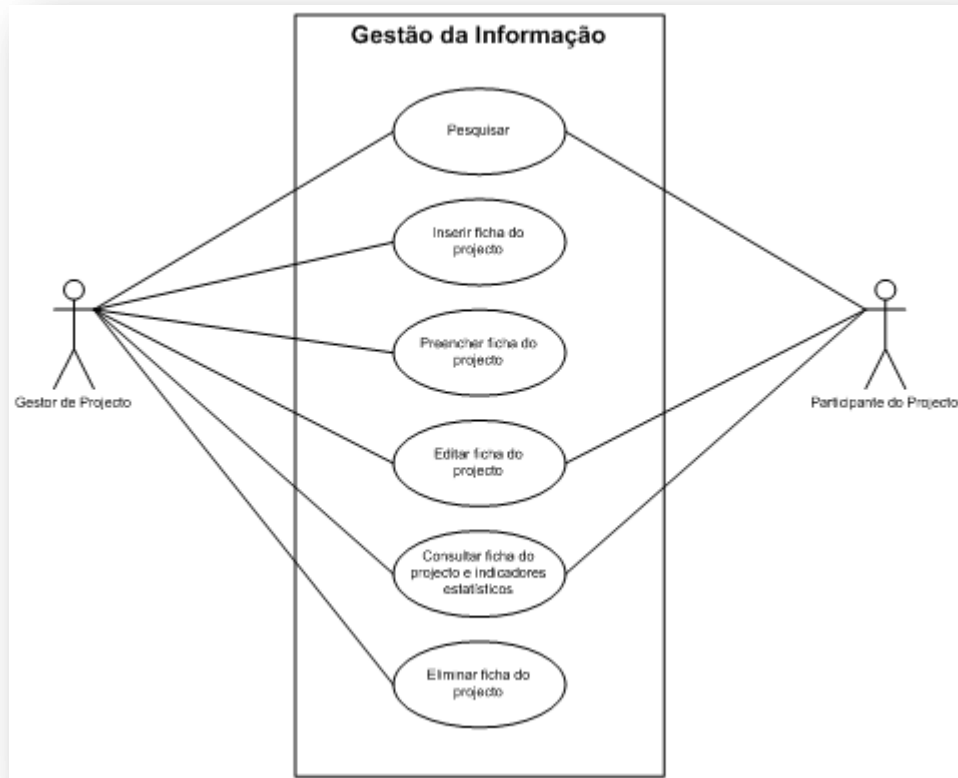 Gestão da Informação
Pesquisar
Inserir ficha do
projecto
Preencher ficha do
projecto
Gestor de Projecto
Participante do Projecto
Editar ficha do
projecto
Consultar ficha do
projecto e indicadores
estatísticos
Eliminar ficha do
projecto